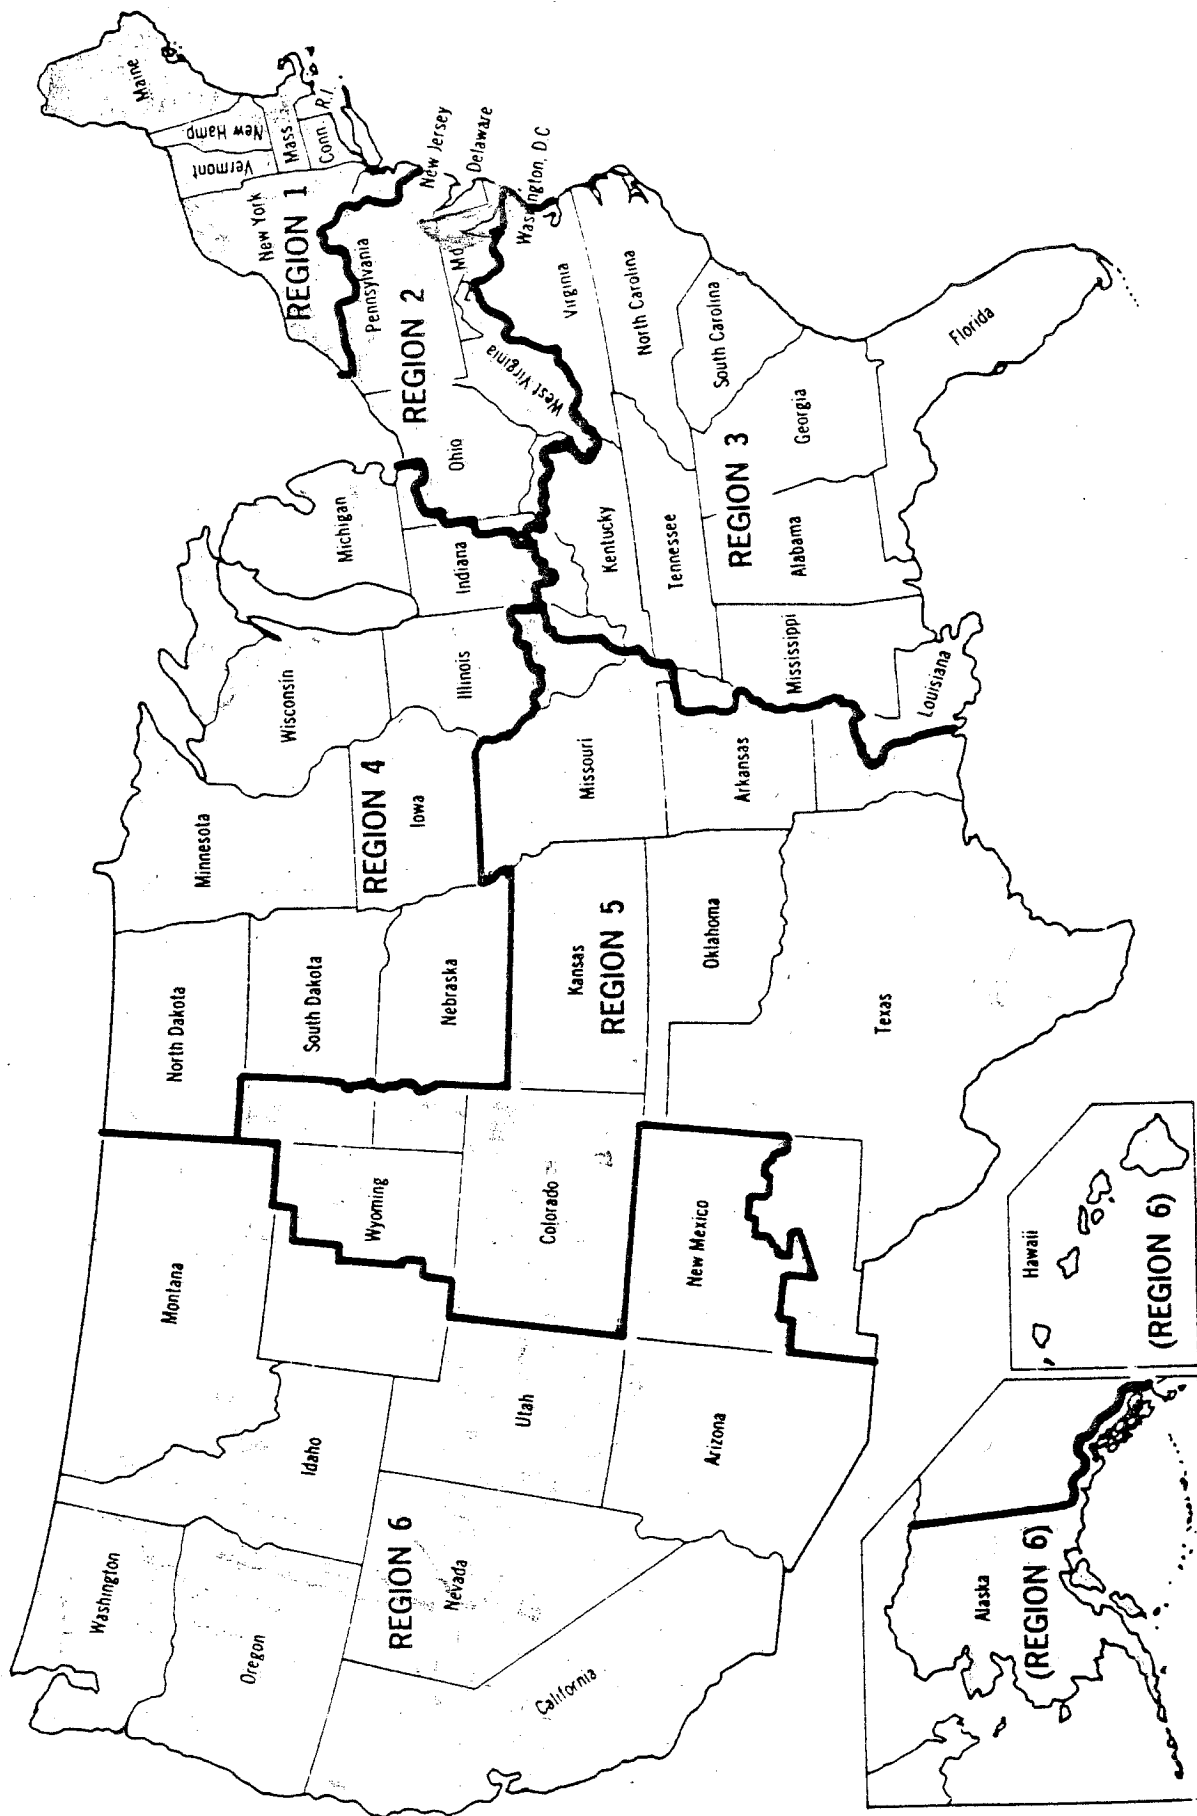 Washington
Oregon
California
REGION 6
Nevada
Idaho
Montana
Utah
Arizona
Wyoming
Colorado
New Mexico
North Dakota
South Dakota
Nebraska
Kansas
REGION 5
Oklahoma
Texas
Minnesota
REGION 4
Iowa
Missouri
Arkansas
Wisconsin
Illinois
Louisiana
Mississippi
Michigan
Indiana
Kentucky
Tennessee
REGION 3
Alabama
Georgia
Florida
Ohio
REGION 2
West Virginia
Virginia
North Carolina
South Carolina
Pennsylvania
Md
REGION 1
New York
Vermont
New Hamp
Maine
Mass
Conn
R.I.
New Jersey
Delaware
Washington, D.C
Alaska
(REGION 6)
Hawaii
(REGION 6)